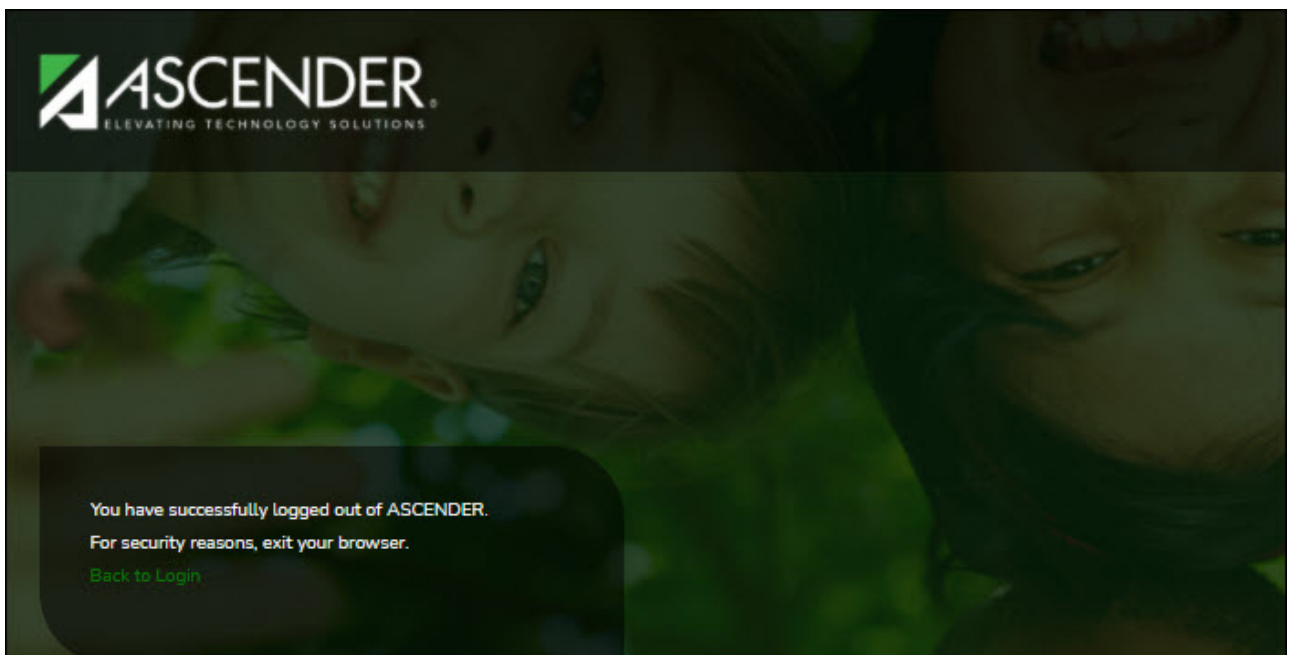 ASCENDER®
ELEVATING TECHNOLOGY SOLUTIONS
You have successfully logged out of ASCENDER.
For security reasons, exit your browser.
Back to Login